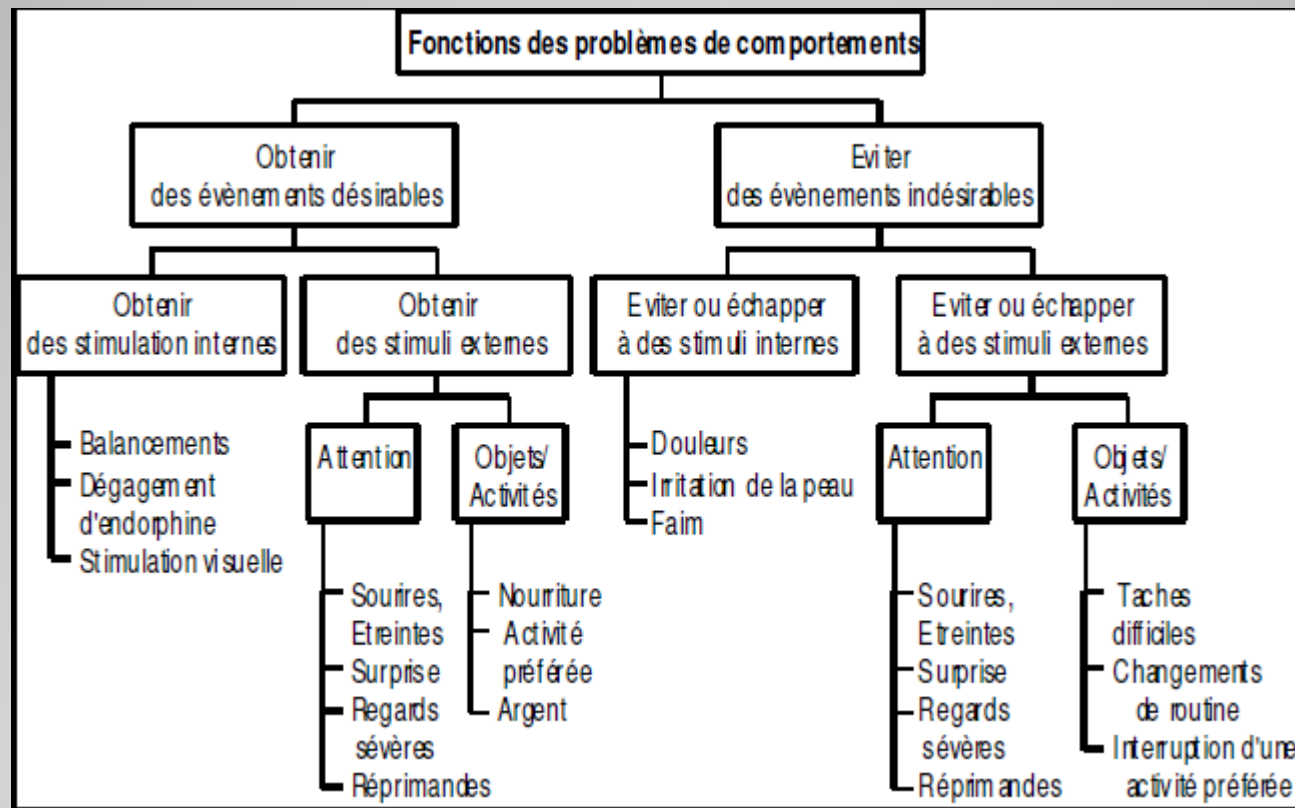 Fonctions des problèmes de comportements
Obtenir
des évènements désirables
Eviter
des évènements indésirables
Obtenir
des stimulation internes
Obtenir
des stimuli externes
Eviter ou échapper
à des stimuli internes
Eviter ou échapper
à des stimuli externes
Balancements
Dégagement
d'endorphine
Stimulation visuelle
Attention
Sourires,
Etreintes
Surprise
Regards
sévères
Réprimandes
Objets/
Activités
Nourriture
Activité
préférée
Argent
Douleurs
Irritation de la peau
Faim
Attention
Sourires,
Etreintes
Surprise
Regards
sévères
Réprimandes
Objets/
Activités
Taches
difficiles
Changements
de routine
Interruption d'une
activité préférée